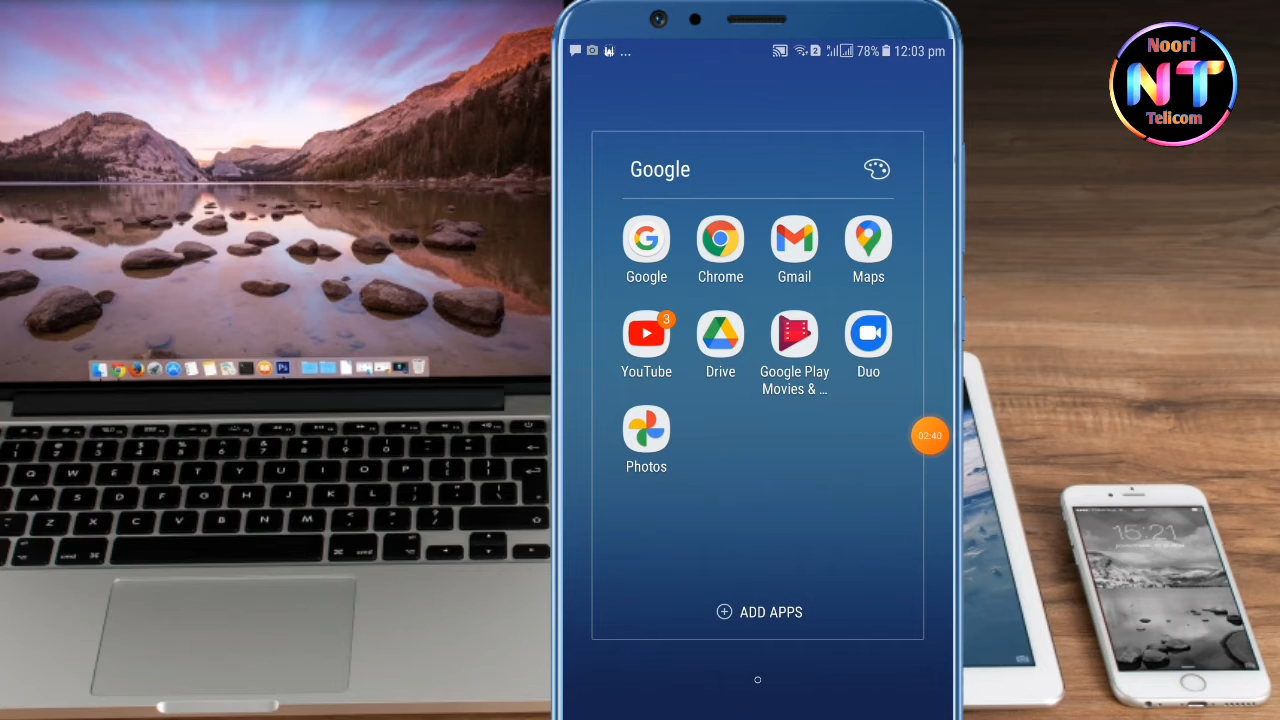 ... 2 78% 12:03 pm
Noori
NT
Telicom
Google
Google Chrome Gmail Maps
3
YouTube Drive Google Play Duo
Movies & ...
02:40
Photos
15:21
ADD APPS